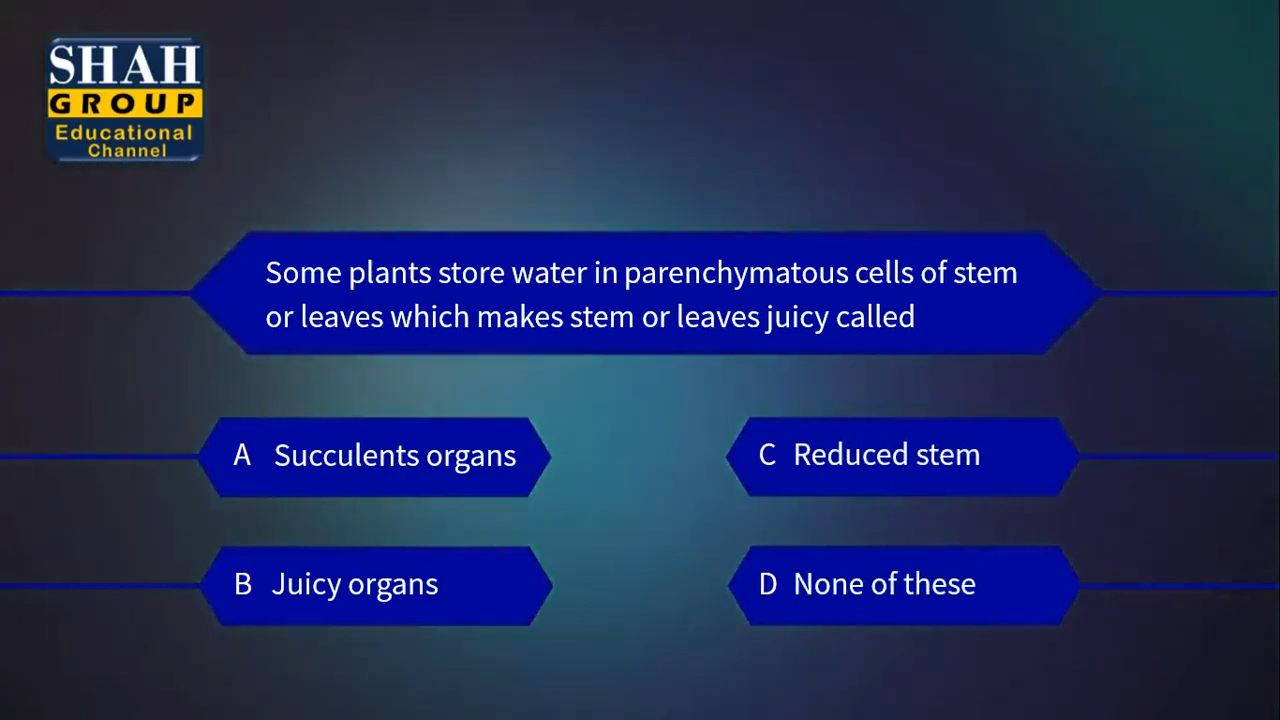 SHAH
GROUP
Educational
Channel
Some plants store water in parenchymatous cells of stem
or leaves which makes stem or leaves juicy called
A Succulents organs
C Reduced stem
B Juicy organs
D None of these